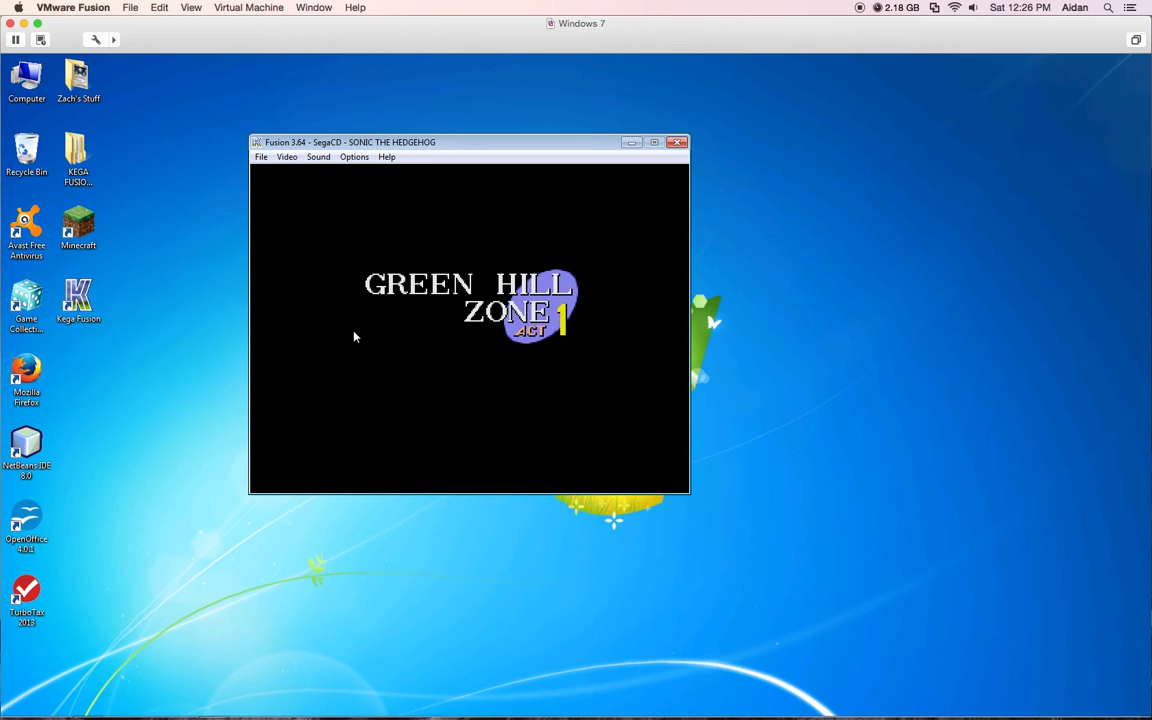 VMware Fusion File Edit View Virtual Machine Window Help 2.18 GB Sat 12:26 PM Aidan
Windows 7
Computer
Zach's Stuff
Recycle Bin
KEGA
FUSIO...
Avast Free
Antivirus
Minecraft
Game
Collecti...
Kega Fusion
Mozilla
Firefox
NetBeans IDE
8.0
OpenOffice
4.0.1
TurboTax
2013
Fusion 3.64 - SegaCD - SONIC THE HEDGEHOG
File Video Sound Options Help
GREEN HILL
ZONE
ACT 1